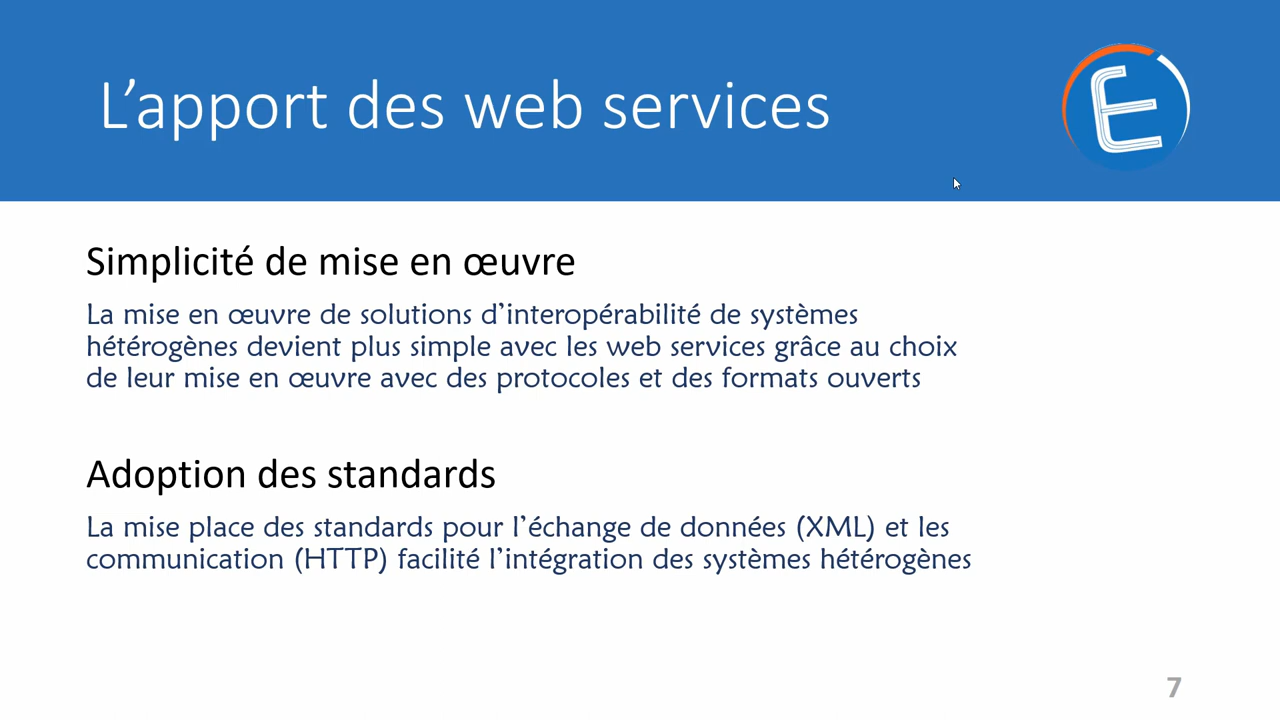 L’apport des web services
E
Simplicité de mise en œuvre
La mise en œuvre de solutions d’interopérabilité de systèmes
hétérogènes devient plus simple avec les web services grâce au choix
de leur mise en œuvre avec des protocoles et des formats ouverts
Adoption des standards
La mise place des standards pour l’échange de données (XML) et les
communication (HTTP) facilité l’intégration des systèmes hétérogènes
7